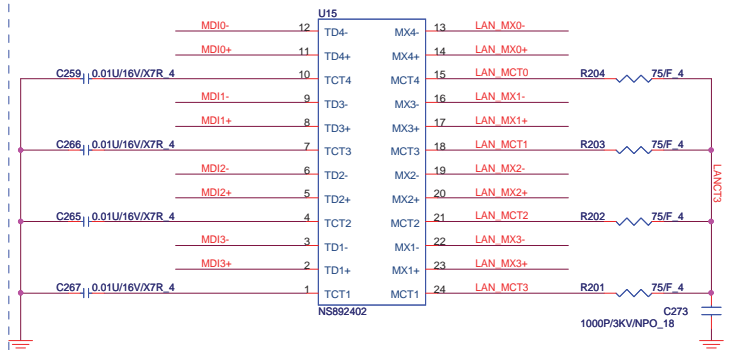 U15
MDI0- 12 TD4- MX4- 13 LAN_MX0-
MDI0+ 11 TD4+ MX4+ 14 LAN_MX0+
C259 0.01U/16V/X7R_4 10 TCT4 MCT4 15 LAN_MCT0 R204 75/F_4
MDI1- 9 TD3- MX3- 16 LAN_MX1-
MDI1+ 8 TD3+ MX3+ 17 LAN_MX1+
C266 0.01U/16V/X7R_4 7 TCT3 MCT3 18 LAN_MCT1 R203 75/F_4
MDI2- 6 TD2- MX2- 19 LAN_MX2-
MDI2+ 5 TD2+ MX2+ 20 LAN_MX2+
LANCT3
C265 0.01U/16V/X7R_4 4 TCT2 MCT2 21 LAN_MCT2 R202 75/F_4
MDI3- 3 TD1- MX1- 22 LAN_MX3-
MDI3+ 2 TD1+ MX1+ 23 LAN_MX3+
C267 0.01U/16V/X7R_4 1 TCT1 MCT1 24 LAN_MCT3 R201 75/F_4
NS892402 C273
1000P/3KV/NPO_18